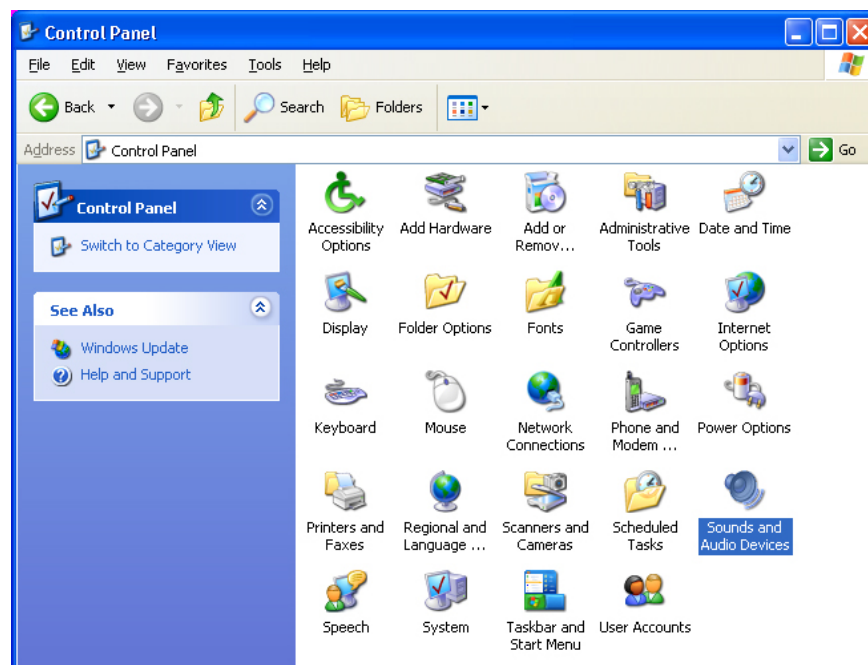 Control Panel
File Edit View Favorites Tools Help
Back Search Folders
Address Control Panel Go
Control Panel
Switch to Category View
See Also
Windows Update
Help and Support
Accessibility Options
Add Hardware
Add or Remov...
Administrative Tools
Date and Time
Display
Folder Options
Fonts
Game Controllers
Internet Options
Keyboard
Mouse
Network Connections
Phone and Modem ...
Power Options
Printers and Faxes
Regional and Language ...
Scanners and Cameras
Scheduled Tasks
Sounds and Audio Devices
Speech
System
Taskbar and Start Menu
User Accounts